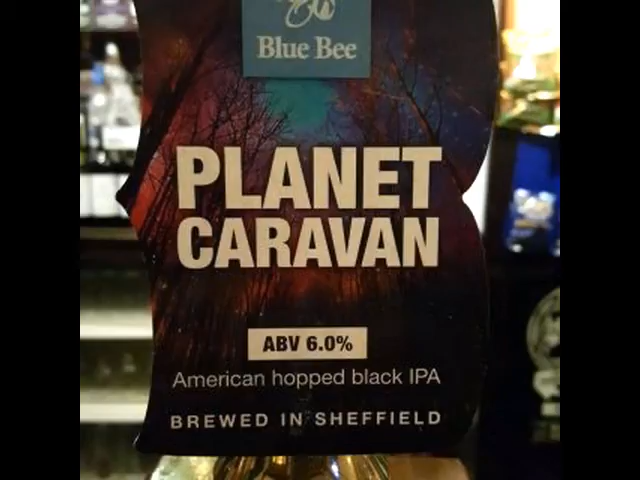 Blue Bee
PLANET
CARAVAN
ABV 6.0%
American hopped black IPA
BREWED IN SHEFFIELD